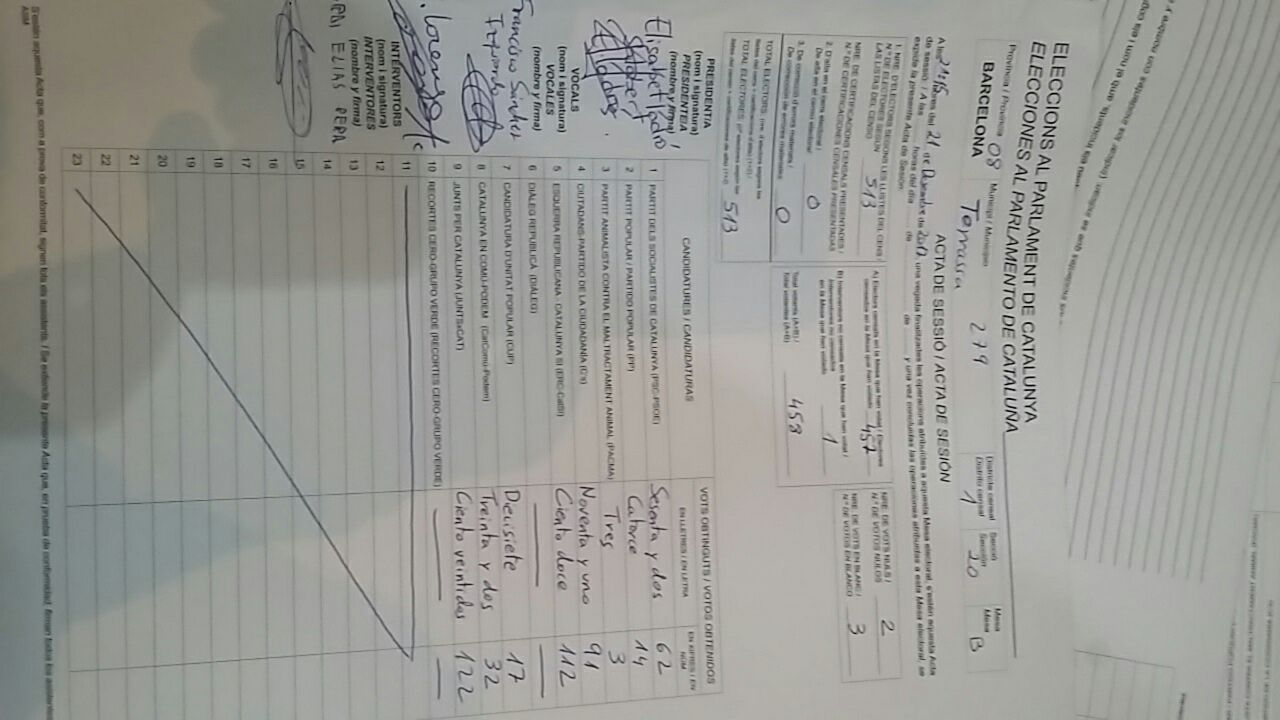 ELECCIONS AL PARLAMENT DE CATALUNYA
ELECCIONES AL PARLAMENTO DE CATALUÑA
Província / Provincia 08 Municipi / Municipio 279 Districte censal Distrito censal 1 Secció Sección 20 Mesa Mesa B
BARCELONA Terrassa
ACTA DE SESSIÓ / ACTA DE SESIÓN
hores del 21 de Desembre de 2017, una vegada finalitzades les operacions atribuïdes a aquesta Mesa electoral, s'estén aquesta Acta
de sessió. / A las horas del día de de y una vez concluidas las operaciones atribuidas a esta Mesa electoral, se
expide la presente Acta de Sesión.
1. NRE. D'ELECTORS SEGONS LES LLISTES DEL CENS /
N.º DE ELECTORES SEGÚN
LAS LISTAS DEL CENSO 513
NRE. DE CERTIFICACIONS CENSALS PRESENTADES /
N.º DE CERTIFICACIONES CENSALES PRESENTADAS
2. D'alta en el cens electoral /
De alta en el censo electoral 0
3. De correcció d'errors materials /
De corrección de errores materiales 0
TOTAL ELECTORS:
TOTAL ELECTORES: 513
A) Electors censats en la Mesa que han votat / Electores
censados en la Mesa que han votado 457
B) Interventors no censats en la Mesa que han votat /
Interventores no censados
en la Mesa que han votado 1
Total votants (A+B) /
Total votantes (A+B) 458
NRE. DE VOTS NULS /
N.º DE VOTOS NULOS 2
NRE. DE VOTS EN BLANC /
N.º DE VOTOS EN BLANCO 3
PRESIDENT/A
(nom i signatura)
PRESIDENTE/A
(nombre y firma)
VOCALS
(nom i signatura)
VOCALES
(nombre y firma)
Francisco Sánchez
INTERVENTORS
(nom i signatura)
INTERVENTORES
(nombre y firma)
CANDIDATURES / CANDIDATURAS VOTS OBTINGUTS / VOTOS OBTENIDOS
EN LLETRES / EN LETRA EN XIFRES / EN NÚM.
1 PARTIT DELS SOCIALISTES DE CATALUNYA (PSC-PSOE) Sesenta y dos 62
2 PARTIT POPULAR / PARTIDO POPULAR (PP) Catorce 14
3 PARTIT ANIMALISTA CONTRA EL MALTRACTAMENT ANIMAL (PACMA) Tres 3
4 CIUTADANS-PARTIDO DE LA CIUDADANÍA (C's) Noventa y uno 91
5 ESQUERRA REPUBLICANA - CATALUNYA SÍ (ERC-CatSí) Ciento doce 112
6 DIÀLEG REPUBLICÀ (DIÀLEG)
7 CANDIDATURA D'UNITAT POPULAR (CUP) Diecisiete 17
8 CATALUNYA EN COMÚ-PODEM (CatComú-Podem) Treinta y dos 32
9 JUNTS PER CATALUNYA (JUNTSxCAT) Ciento veintidos 122
10 RECORTES CERO-GRUPO VERDE (RECORTES CERO-GRUPO VERDE)
11
12
13
14
15
16
17
18
19
20
21
22
23
S'estén aquesta Acta que, com a prova de conformitat, signen tots els assistents. / Se extiende la presente Acta que, en prueba de conformidad, firman todos los asistentes.